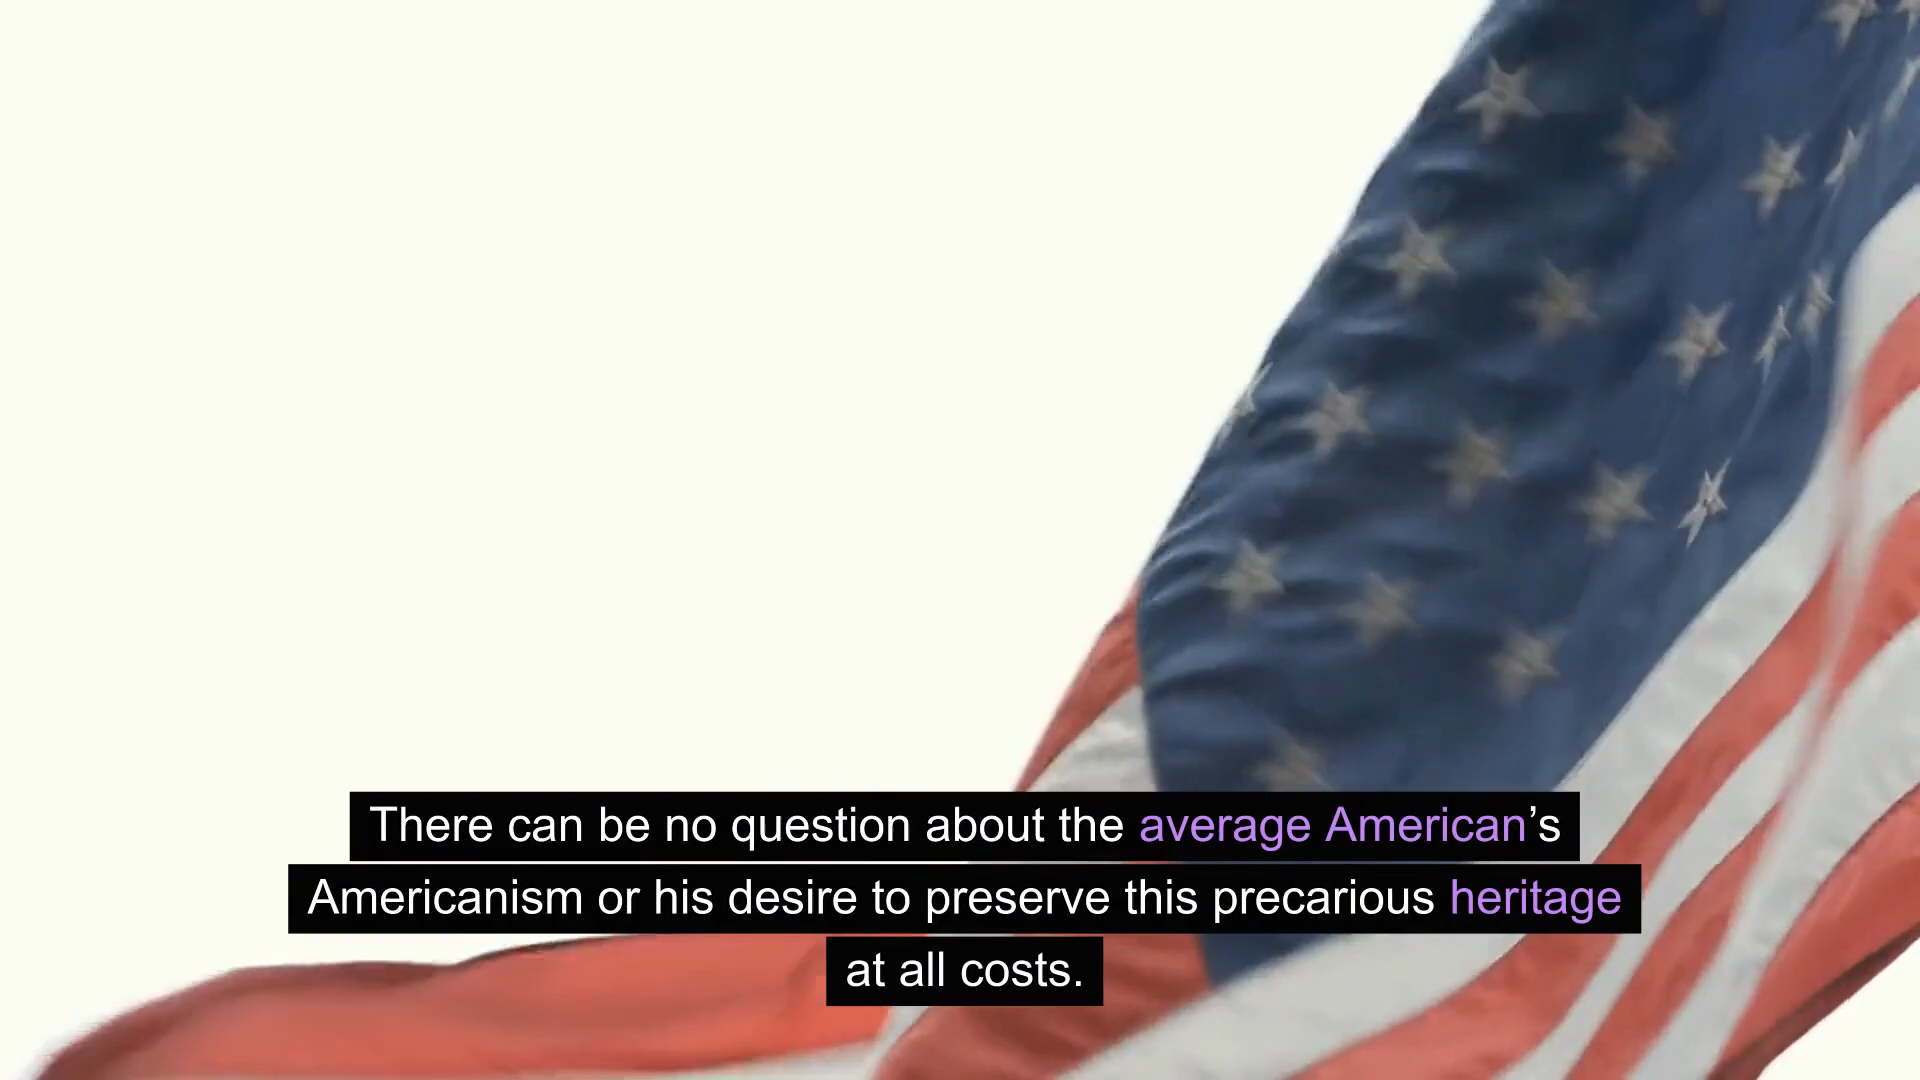 There can be no question about the average American’s
Americanism or his desire to preserve this precarious heritage
at all costs.